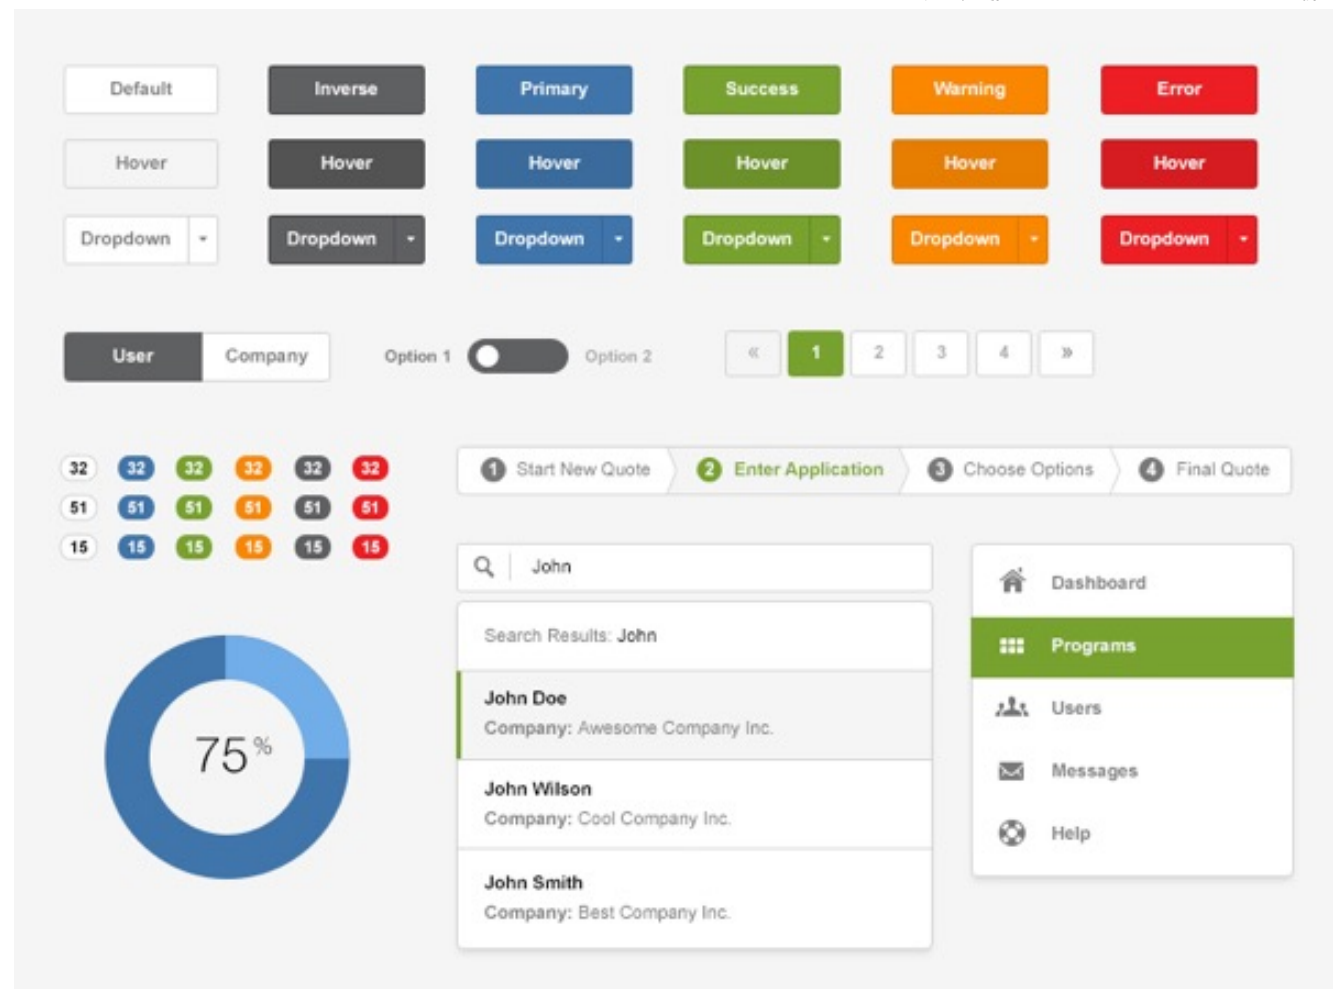 Default Inverse Primary Success Warning Error
Hover Hover Hover Hover Hover Hover
Dropdown Dropdown Dropdown Dropdown Dropdown Dropdown
User Company Option 1 Option 2 « 1 2 3 4 »
32 32 32 32 32 32
51 51 51 51 51 51
15 15 15 15 15 15
1 Start New Quote 2 Enter Application 3 Choose Options 4 Final Quote
John
Search Results: John
John Doe
Company: Awesome Company Inc.
John Wilson
Company: Cool Company Inc.
John Smith
Company: Best Company Inc.
Dashboard
Programs
Users
Messages
Help
75%